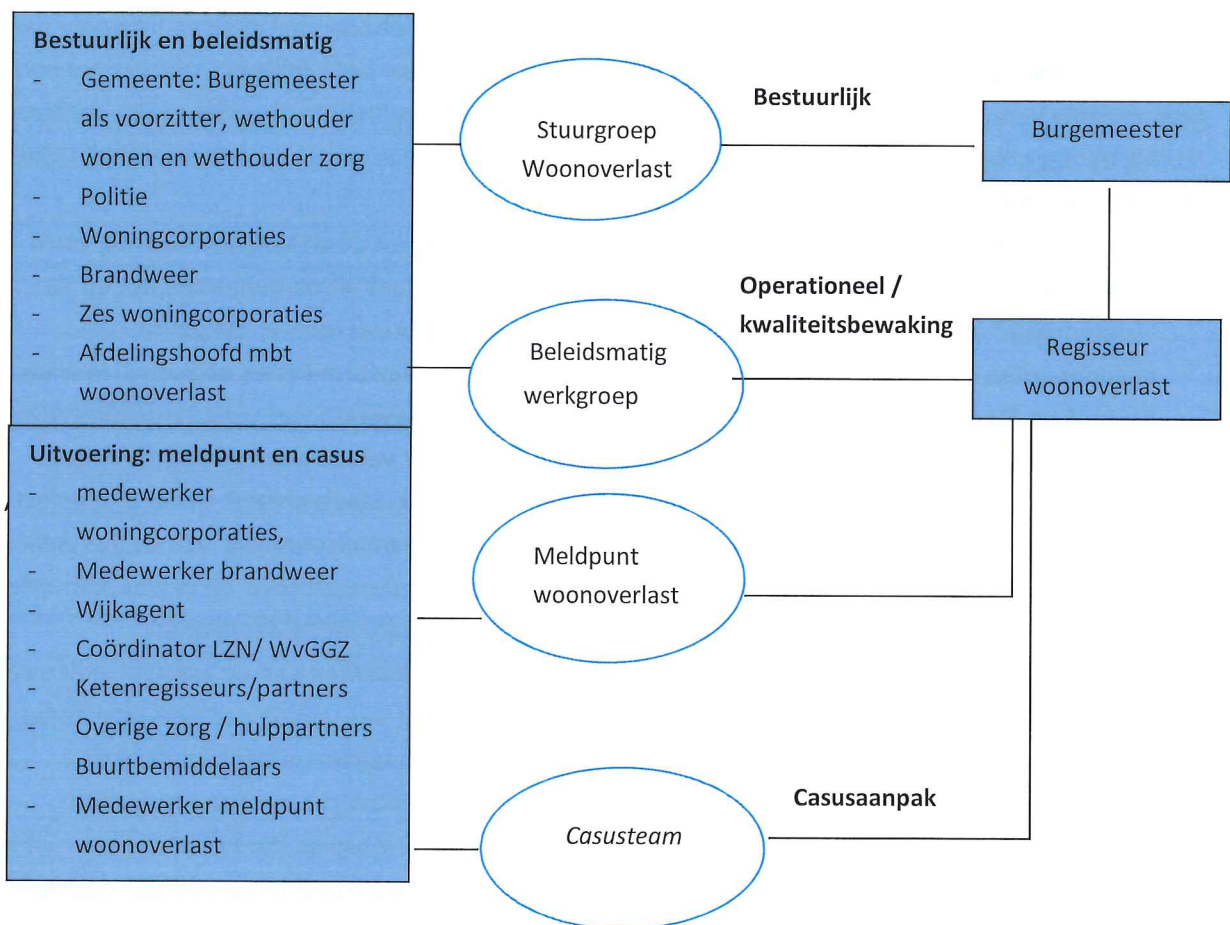 Bestuurlijk en beleidsmatig
- Gemeente: Burgemeester
als voorzitter, wethouder
wonen en wethouder zorg
- Politie
- Woningcorporaties
- Brandweer
- Zes woningcorporaties
- Afdelingshoofd mbt
woonoverlast
Uitvoering: meldpunt en casus
- medewerker
woningcorporaties,
- Medewerker brandweer
- Wijkagent
- Coördinator LZN/ WvGGZ
- Ketenregisseurs/partners
- Overige zorg / hulppartners
- Buurtbemiddelaars
- Medewerker meldpunt
woonoverlast
Stuurgroep
Woonoverlast
Bestuurlijk
Burgemeester
Beleidsmatig
werkgroep
Operationeel /
kwaliteitsbewaking
Regisseur
woonoverlast
Meldpunt
woonoverlast
Casusteam
Casusaanpak